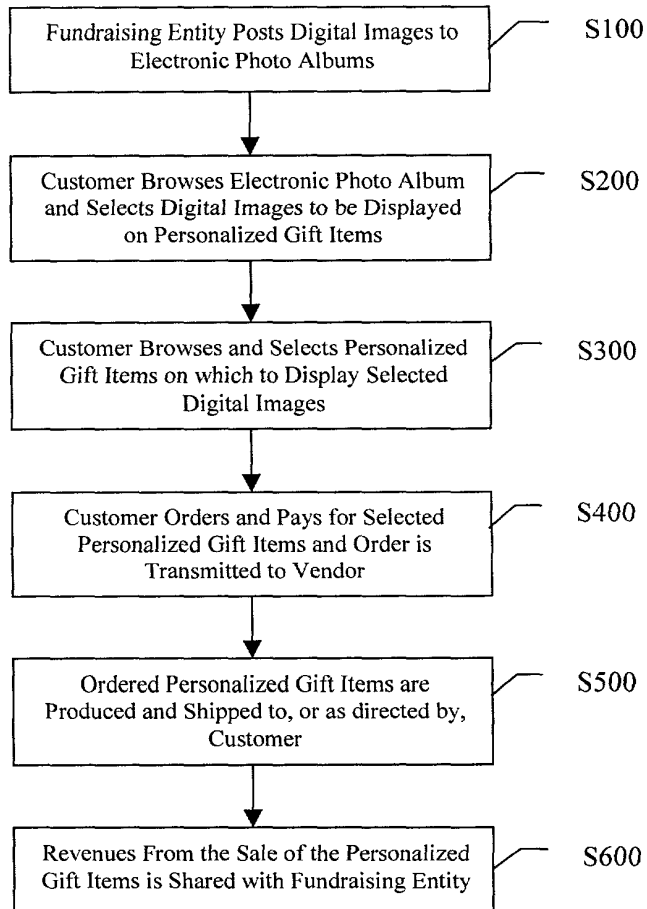 Fundraising Entity Posts Digital Images to
Electronic Photo Albums
S100
Customer Browses Electronic Photo Album
and Selects Digital Images to be Displayed
on Personalized Gift Items
S200
Customer Browses and Selects Personalized
Gift Items on which to Display Selected
Digital Images
S300
Customer Orders and Pays for Selected
Personalized Gift Items and Order is
Transmitted to Vendor
S400
Ordered Personalized Gift Items are
Produced and Shipped to, or as directed by,
Customer
S500
Revenues From the Sale of the Personalized
Gift Items is Shared with Fundraising Entity
S600